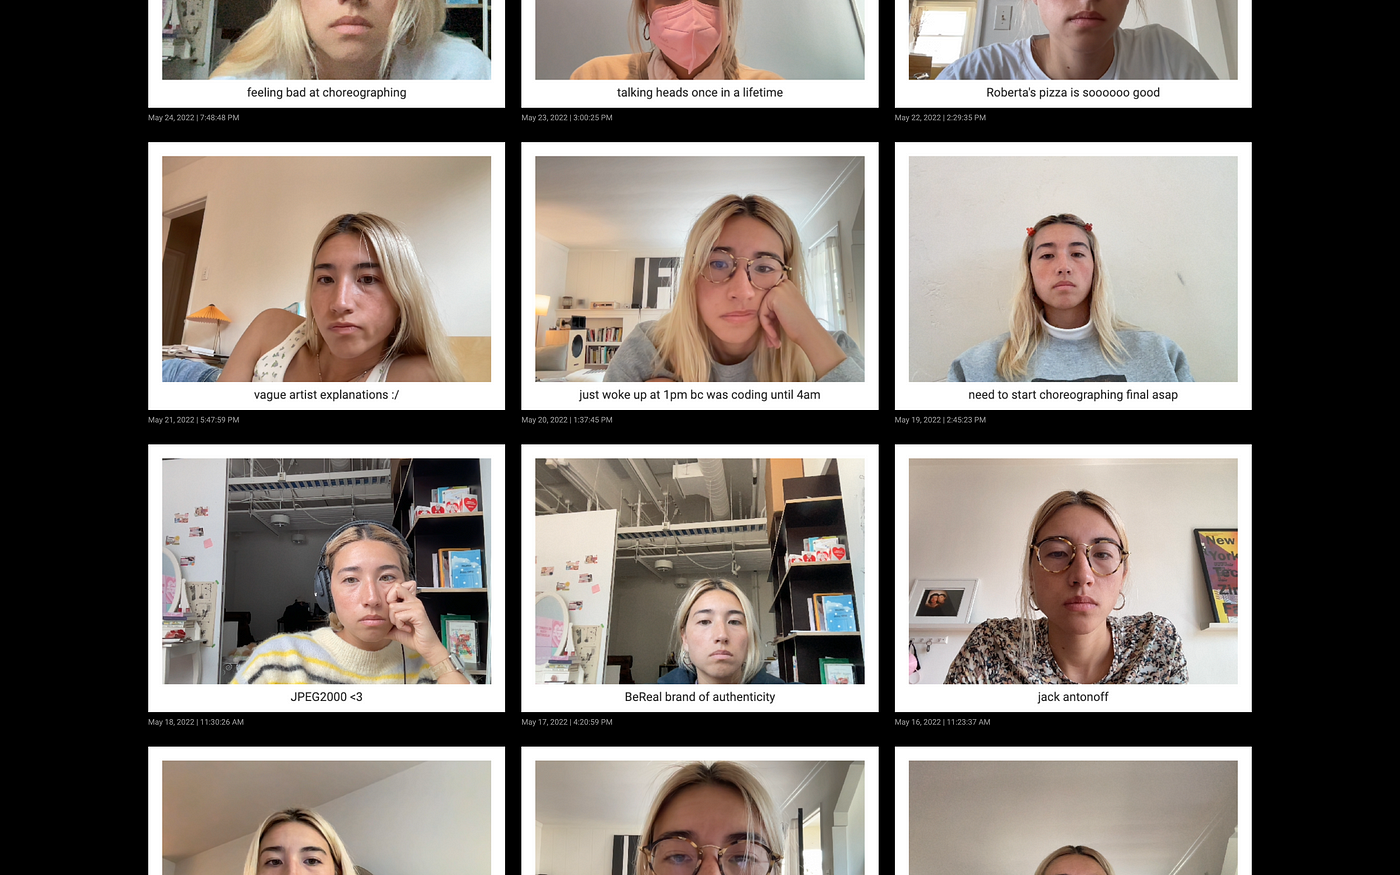 feeling bad at choreographing
talking heads once in a lifetime
Roberta's pizza is soooooo good
May 24, 2022 | 7:48:48 PM
May 23, 2022 | 3:00:25 PM
May 22, 2022 | 2:29:35 PM
vague artist explanations :/
just woke up at 1pm bc was coding until 4am
need to start choreographing final asap
May 21, 2022 | 5:47:59 PM
May 20, 2022 | 1:37:45 PM
May 19, 2022 | 2:45:23 PM
New
York
Tec
JPEG2000 <3
BeReal brand of authenticity
jack antonoff
May 18, 2022 | 11:30:26 AM
May 17, 2022 | 4:20:59 PM
May 16, 2022 | 11:23:37 AM